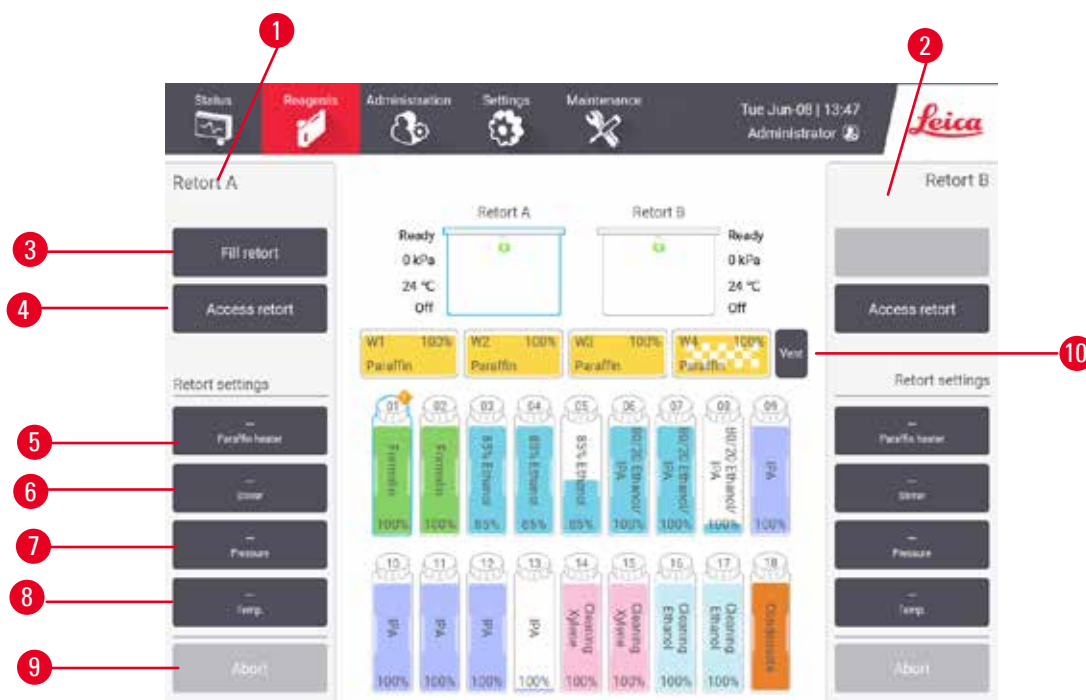 1
2
Status Reagents Administration Settings Maintenance
Tue Jun-08 | 13:47
Administrator
Leica
Retort A
Retort B
Retort A
Retort B
3
Fill retort
Ready
0 kPa
24 °C
Off
Ready
0 kPa
24 °C
Off
4
Access retort
Access retort
W1 100%
Paraffin
W2 100%
Paraffin
W3 100%
Paraffin
W4 100%
Paraffin
Vent
10
Retort settings
Retort settings
01 02 03 04 05 06 07 08 09
Formalin
Formalin
85% Ethanol
85% Ethanol
85% Ethanol
80/20 Ethanol/
IPA
80/20 Ethanol/
IPA
80/20 Ethanol/
IPA
IPA
100% 100% 85% 85% 85% 100% 100% 100% 100%
5
--
Paraffin heater
--
Paraffin heater
6
--
Stirrer
--
Stirrer
7
--
Pressure
--
Pressure
8
--
Temp.
--
Temp.
10 11 12 13 14 15 16 17 18
IPA
IPA
IPA
IPA
Cleaning
Xylene
Cleaning
Xylene
Cleaning
Ethanol
Cleaning
Ethanol
Condensate
100% 100% 100% 100% 100% 100% 100% 100%
9
Abort
Abort